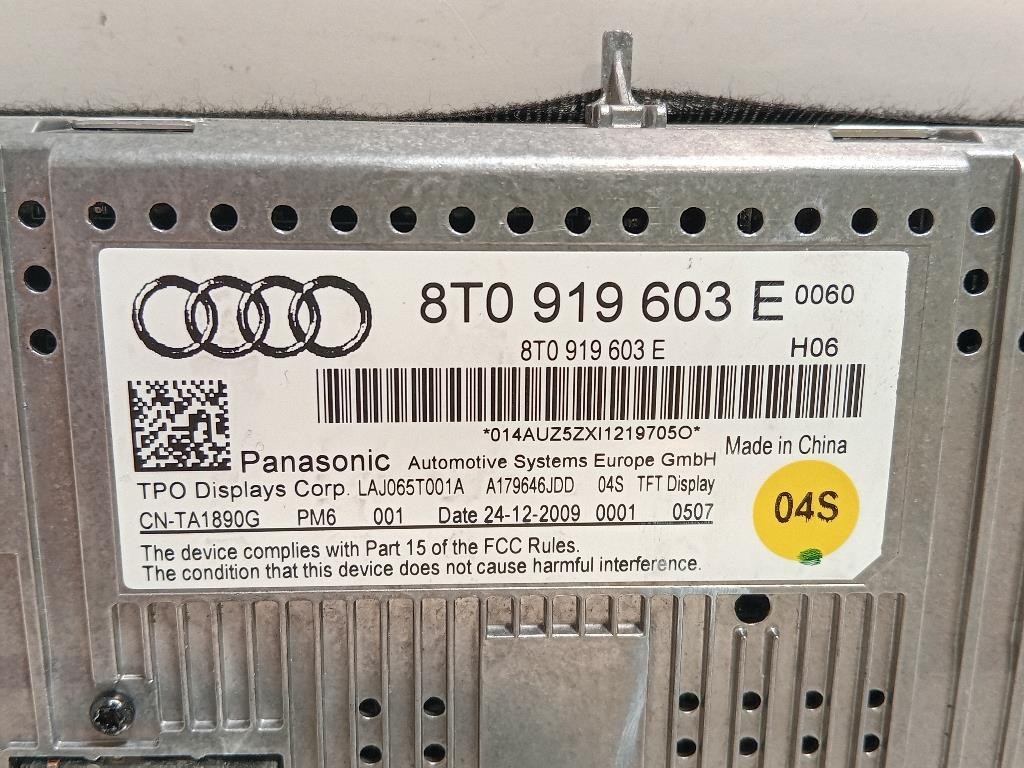 8T0 919 603 E 0060
8T0 919 603 E H06
*014AUZ5ZXI1219705O*
Panasonic Automotive Systems Europe GmbH Made in China
TPO Displays Corp. LAJ065T001A A179646JDD 04S TFT Display
CN-TA1890G PM6 001 Date 24-12-2009 0001 0507
04S
The device complies with Part 15 of the FCC Rules.
The condition that this device does not cause harmful interference.